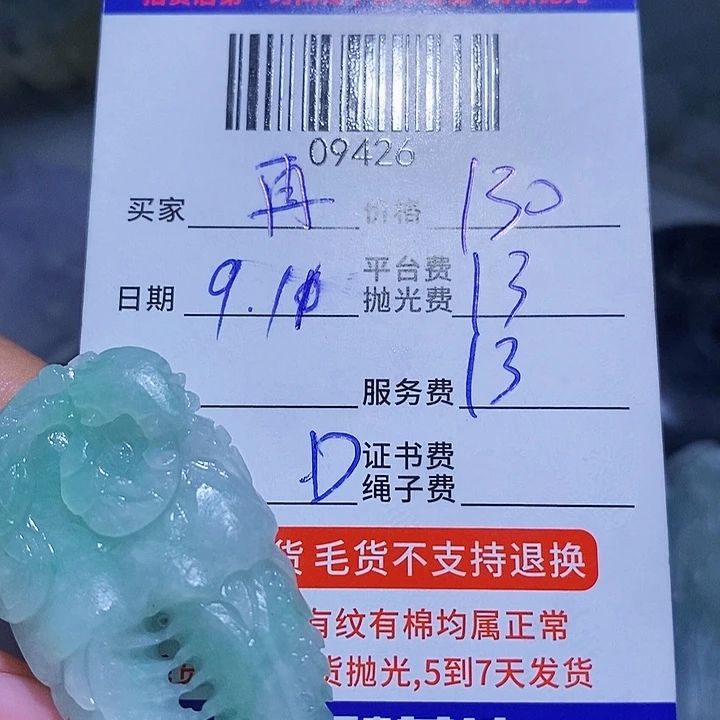 09426
买家 再 价格 130
日期 9.11 平台费 抛光费 13
服务费 13
D 证书费 绳子费
货 毛货不支持退换
有纹有棉均属正常
货抛光,5到7天发货